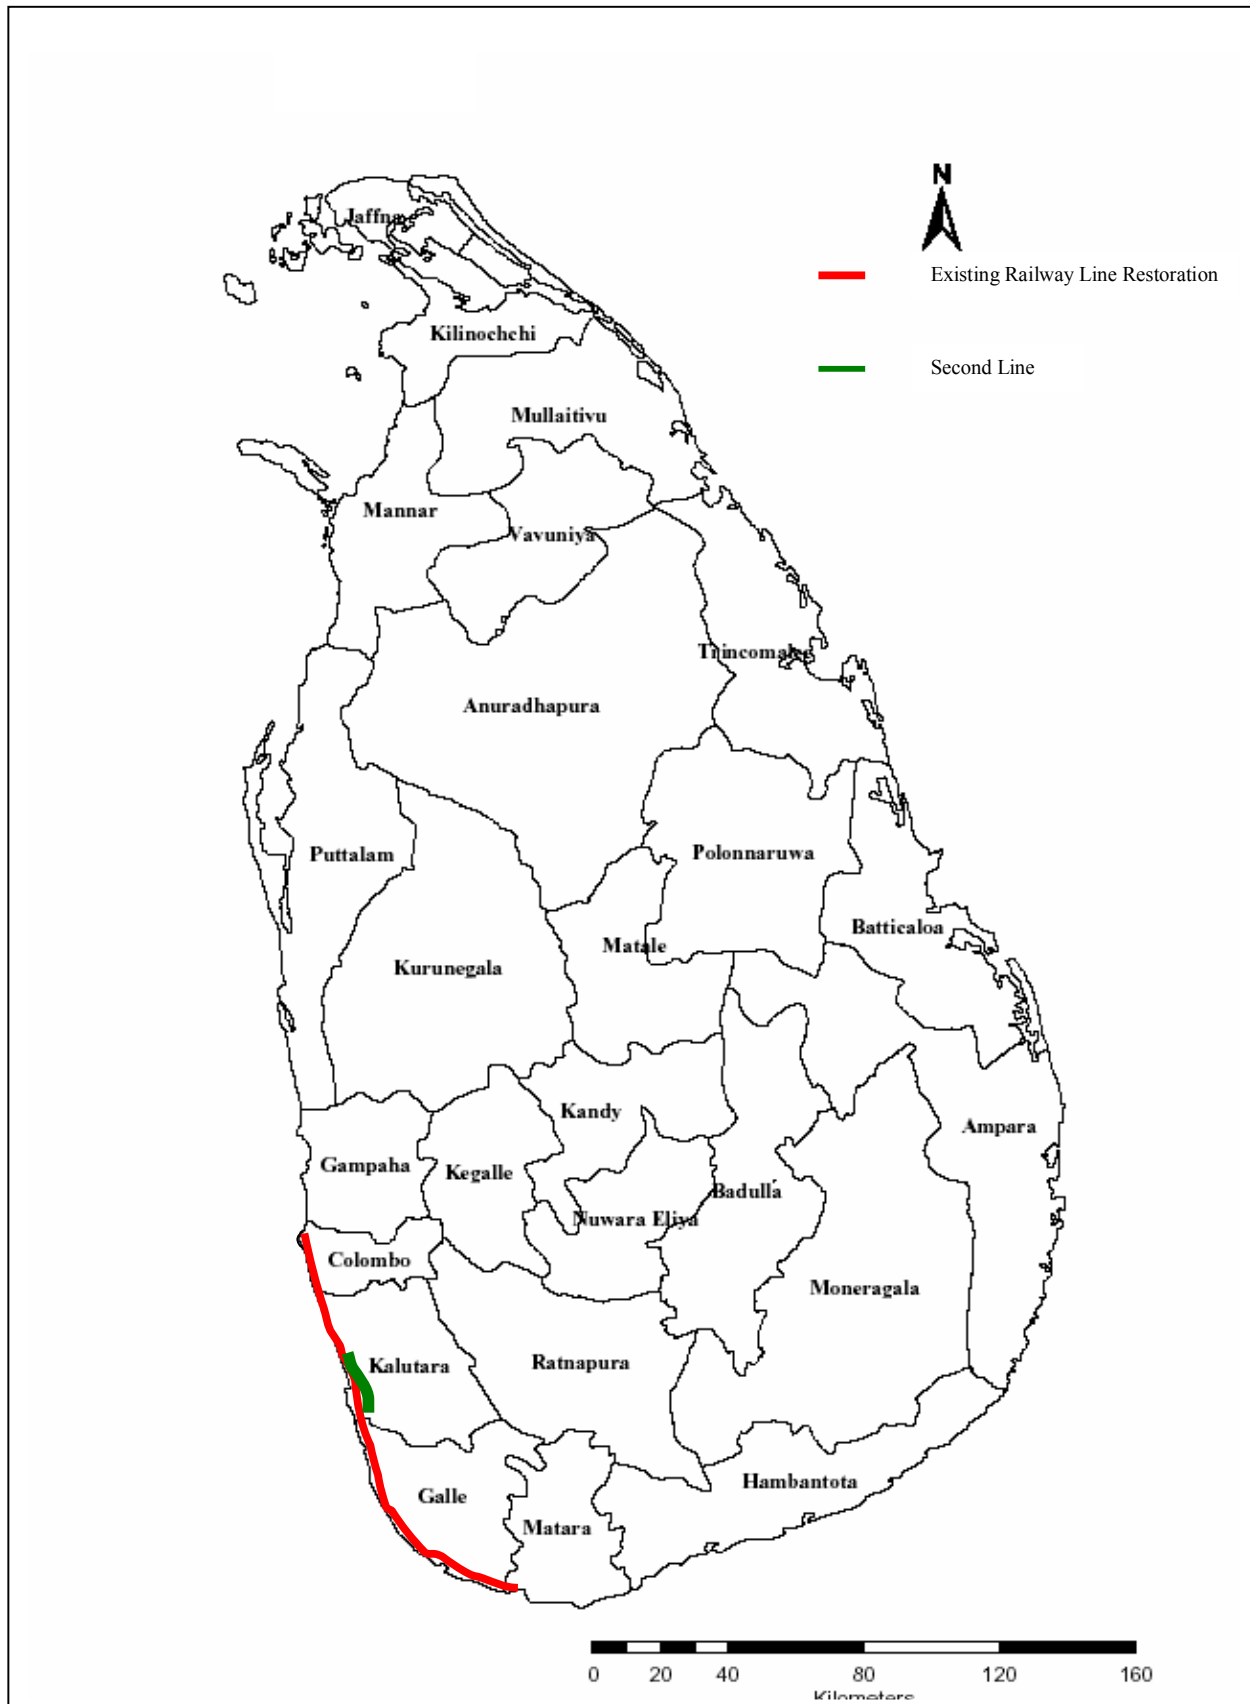 N
Existing Railway Line Restoration
Second Line
Jaffna
Kilinochchi
Mullaitivu
Mannar
Vavuniya
Trincomalee
Anuradhapura
Puttalam
Polonnaruwa
Batticaloa
Matale
Kurunegala
Kandy
Ampara
Gampaha
Kegalle
Badulla
Nuwara Eliya
Colombo
Moneragala
Kalutara
Ratnapura
Hambantota
Galle
Matara
0 20 40 80 120 160
Kilometers